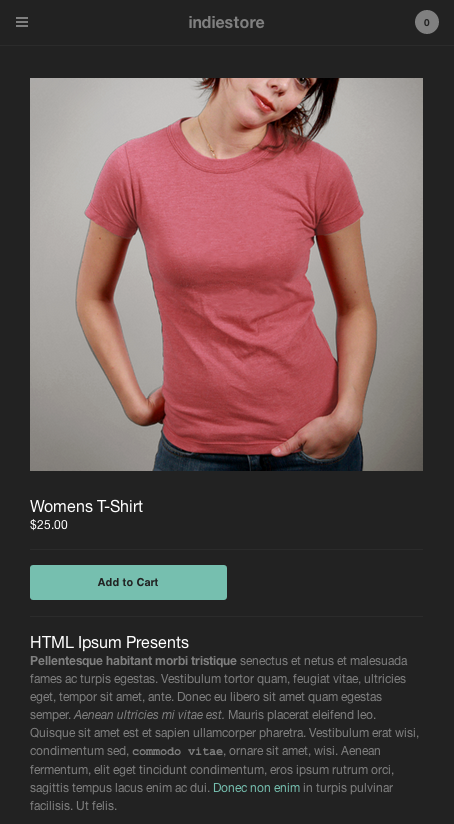 indiestore
0
Womens T-Shirt
$25.00
Add to Cart
HTML Ipsum Presents
Pellentesque habitant morbi tristique senectus et netus et malesuada
fames ac turpis egestas. Vestibulum tortor quam, feugiat vitae, ultricies
eget, tempor sit amet, ante. Donec eu libero sit amet quam egestas
semper. Aenean ultricies mi vitae est. Mauris placerat eleifend leo.
Quisque sit amet est et sapien ullamcorper pharetra. Vestibulum erat wisi,
condimentum sed, commodo vitae, ornare sit amet, wisi. Aenean
fermentum, elit eget tincidunt condimentum, eros ipsum rutrum orci,
sagittis tempus lacus enim ac dui. Donec non enim in turpis pulvinar
facilisis. Ut felis.